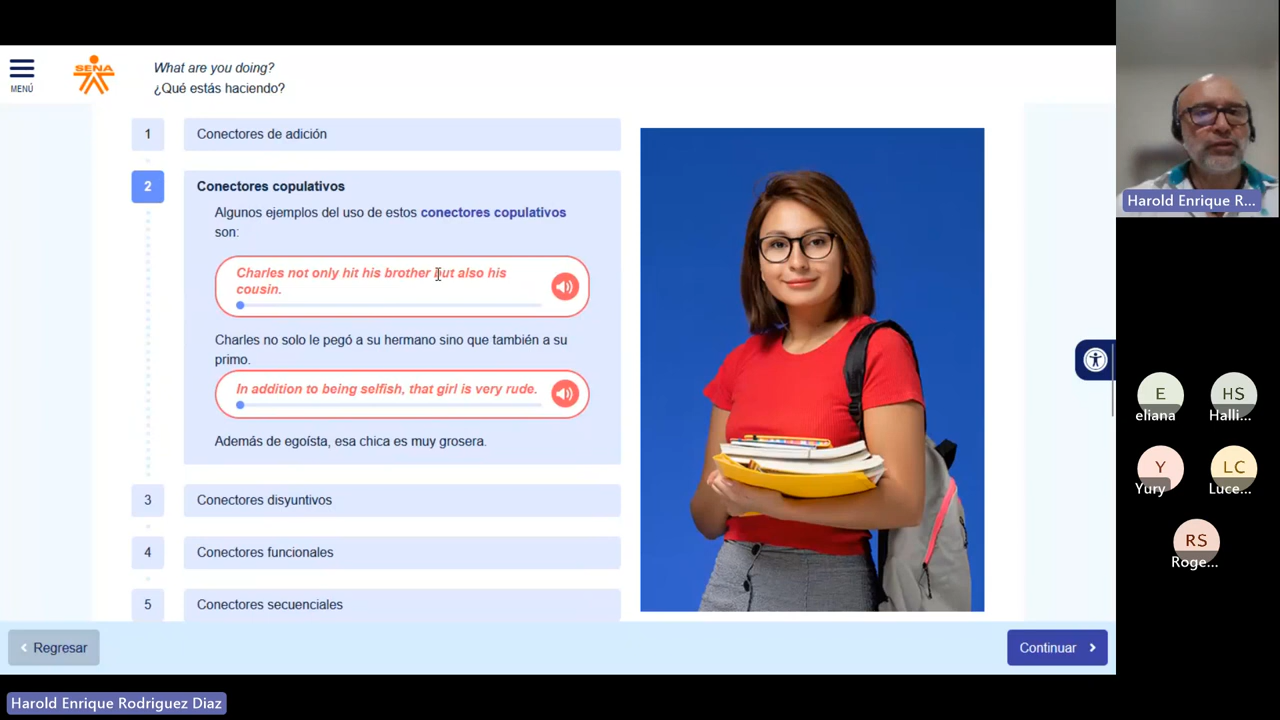 MENÚ
SENA
What are you doing?
¿Qué estás haciendo?
1
Conectores de adición
2
Conectores copulativos
Algunos ejemplos del uso de estos conectores copulativos
son:
Charles not only hit his brother but also his
cousin.
Charles no solo le pegó a su hermano sino que también a su
primo.
In addition to being selfish, that girl is very rude.
Además de egoísta, esa chica es muy grosera.
3
Conectores disyuntivos
4
Conectores funcionales
5
Conectores secuenciales
Regresar
Continuar
Harold Enrique R...
E
eliana
HS
Halli...
Y
Yury
LC
Luce...
RS
Roge...
Harold Enrique Rodriguez Diaz